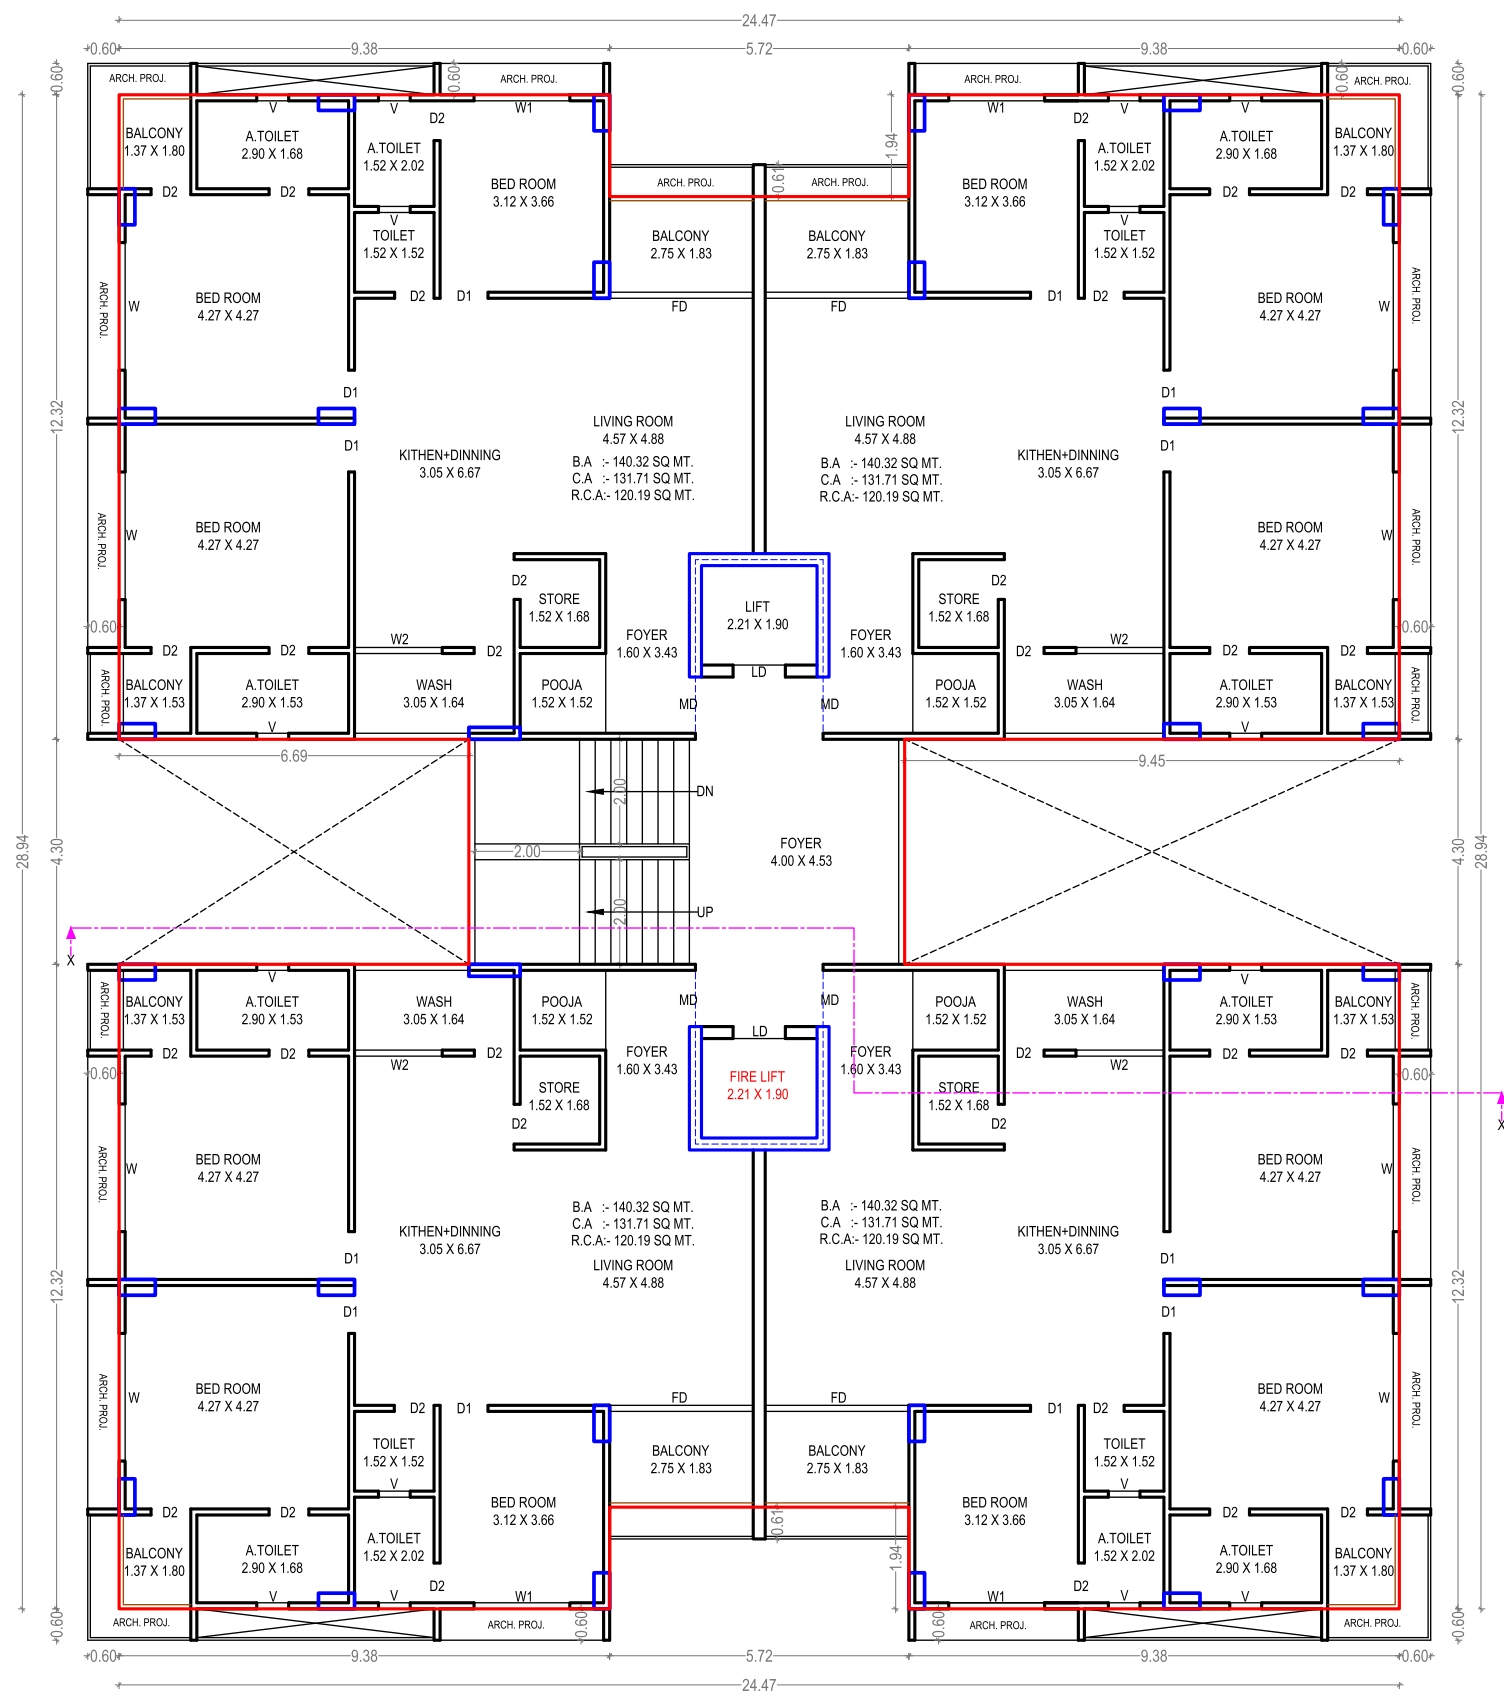 24.47
0.60 9.38 5.72 9.38 0.60
0.60 ARCH. PROJ. 0.60 ARCH. PROJ. ARCH. PROJ. 0.60 ARCH. PROJ. 0.60
V V W1 W1 V V
D2 D2
BALCONY A.TOILET A.TOILET BED ROOM 1.94 BED ROOM A.TOILET A.TOILET BALCONY
1.37 X 1.80 2.90 X 1.68 1.52 X 2.02 3.12 X 3.66 3.12 X 3.66 1.52 X 2.02 2.90 X 1.68 1.37 X 1.80
ARCH. PROJ. 0.61 ARCH. PROJ.
D2 D2 D2 D2
V V
TOILET BALCONY BALCONY TOILET
1.52 X 1.52 2.75 X 1.83 2.75 X 1.83 1.52 X 1.52
ARCH. PROJ. W BED ROOM D2 D1 FD FD D1 D2 BED ROOM W ARCH. PROJ.
4.27 X 4.27 4.27 X 4.27
D1 D1
12.32 LIVING ROOM LIVING ROOM 12.32
4.57 X 4.88 4.57 X 4.88
D1 D1
KITHEN+DINNING B.A :- 140.32 SQ MT. B.A :- 140.32 SQ MT. KITHEN+DINNING
3.05 X 6.67 C.A :- 131.71 SQ MT. C.A :- 131.71 SQ MT. 3.05 X 6.67
R.C.A:- 120.19 SQ MT. R.C.A:- 120.19 SQ MT.
ARCH. PROJ. W BED ROOM BED ROOM W ARCH. PROJ.
4.27 X 4.27 4.27 X 4.27
D2 D2
0.60 STORE LIFT STORE 0.60
1.52 X 1.68 2.21 X 1.90 1.52 X 1.68
D2 D2 W2 D2 FOYER FOYER D2 W2 D2 D2
1.60 X 3.43 1.60 X 3.43
LD
ARCH. PROJ. BALCONY A.TOILET WASH POOJA POOJA WASH A.TOILET BALCONY ARCH. PROJ.
1.37 X 1.53 2.90 X 1.53 3.05 X 1.64 1.52 X 1.52 MD MD 1.52 X 1.52 3.05 X 1.64 2.90 X 1.53 1.37 X 1.53
V V
6.69 9.45
2.00 DN
28.94 4.30 2.00 FOYER 4.30 28.94
4.00 X 4.53
2.00 UP
X
V V
ARCH. PROJ. BALCONY A.TOILET WASH POOJA MD MD POOJA WASH A.TOILET BALCONY ARCH. PROJ.
1.37 X 1.53 2.90 X 1.53 3.05 X 1.64 1.52 X 1.52 1.52 X 1.52 3.05 X 1.64 2.90 X 1.53 1.37 X 1.53
LD
D2 D2 W2 D2 FOYER FOYER D2 W2 D2 D2
1.60 X 3.43 1.60 X 3.43
0.60 STORE FIRE LIFT STORE 0.60
1.52 X 1.68 2.21 X 1.90 1.52 X 1.68
D2 D2 X
ARCH. PROJ. W BED ROOM BED ROOM W ARCH. PROJ.
4.27 X 4.27 4.27 X 4.27
B.A :- 140.32 SQ MT. B.A :- 140.32 SQ MT.
KITHEN+DINNING C.A :- 131.71 SQ MT. C.A :- 131.71 SQ MT. KITHEN+DINNING
3.05 X 6.67 R.C.A:- 120.19 SQ MT. R.C.A:- 120.19 SQ MT. 3.05 X 6.67
D1 LIVING ROOM LIVING ROOM D1
12.32 4.57 X 4.88 4.57 X 4.88 12.32
D1 D1
ARCH. PROJ. W BED ROOM D2 D1 FD FD D1 D2 BED ROOM W ARCH. PROJ.
4.27 X 4.27 4.27 X 4.27
TOILET BALCONY BALCONY TOILET
1.52 X 1.52 2.75 X 1.83 2.75 X 1.83 1.52 X 1.52
V V
D2 D2 BED ROOM BED ROOM D2 D2
3.12 X 3.66 0.61 3.12 X 3.66
BALCONY A.TOILET A.TOILET 1.94 A.TOILET A.TOILET BALCONY
1.37 X 1.80 2.90 X 1.68 1.52 X 2.02 1.52 X 2.02 2.90 X 1.68 1.37 X 1.80
D2 D2
V V W1 W1 V V
0.60 ARCH. PROJ. ARCH. PROJ. 0.60 0.60 ARCH. PROJ. ARCH. PROJ. 0.60
0.60 9.38 5.72 9.38 0.60
24.47